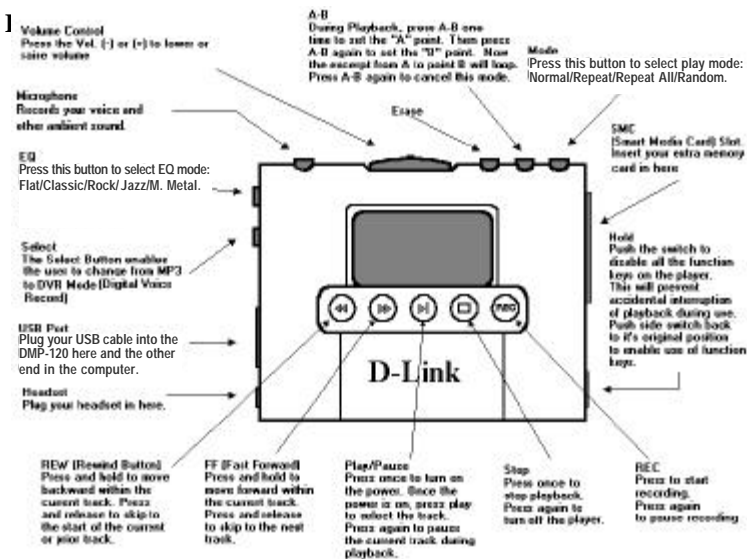 Volume Control
Press the Vol. (-) or (+) to lower or
raise volume
Microphone
Records your voice and
other ambient sound.
EQ
Press this button to select EQ mode:
Flat/Classic/Rock/ Jazz/M. Metal.
Select
The Select Button enables
the user to change from MP3
to DVR Mode (Digital Voice
Record)
USB Port
Plug your USB cable into the
DMP-120 here and the other
end in the computer.
Headset
Plug your headset in here.
A-B
During Playback, press A-B one
time to set the "A" point. Then press
A-B again to set the "B" point. Now
the excerpt from A to point B will loop.
Press A-B again to cancel this mode.
Erase
Mode
Press this button to select play mode:
Normal/Repeat/Repeat All/Random.
SMC
(Smart Media Card) Slot.
Insert your extra memory
card in here
Hold
Push the switch to
disable all the function
keys on the player.
This will prevent
accidental interruption
of playback during use.
Push side switch back
to it's original position
to enable use of function
keys.
REC
D-Link
REW (Rewind Button)
Press and hold to move
backward within the
current track. Press
and release to skip to
the start of the current
or prior track.
FF (Fast Forward)
Press and hold to
move forward within
the current track.
Press and release
to skip to the next
track.
Play/Pause
Press once to turn on
the power. Once the
power is on, press play
to select the track.
Press again to pause
the current track during
playback.
Stop
Press once to
stop playback.
Press again to
turn off the player.
REC
Press to start
recording.
Press again
to pause recording